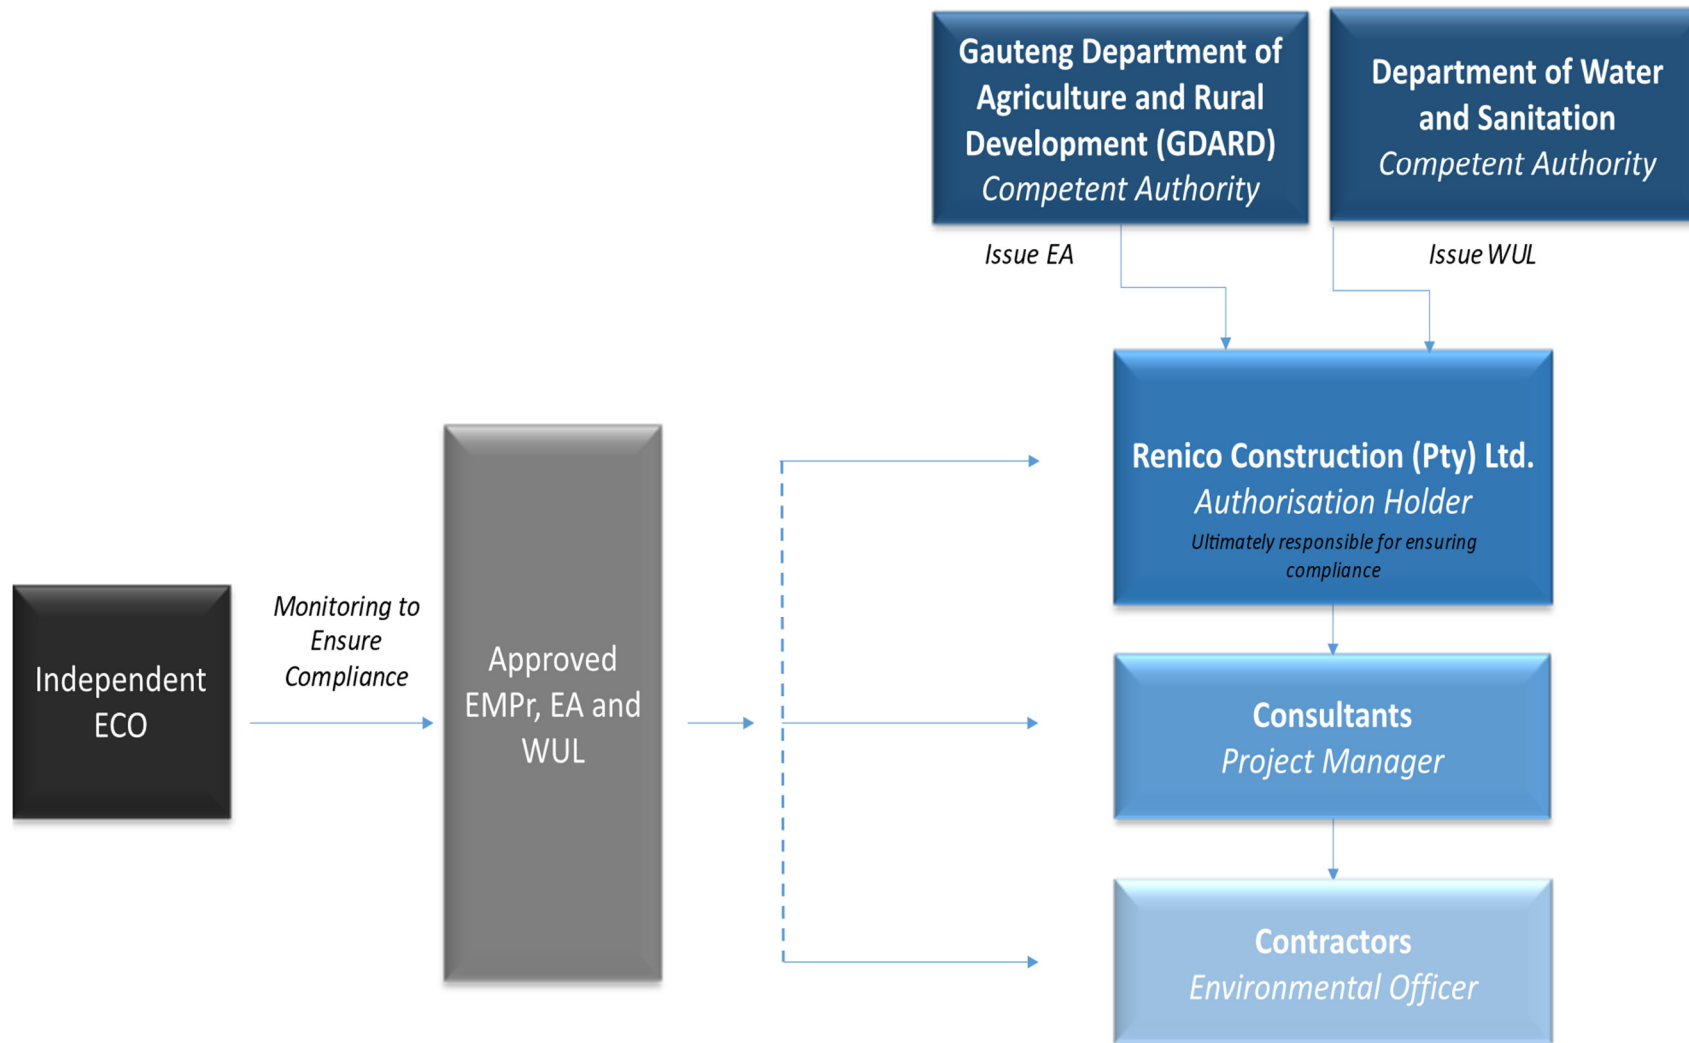 Gauteng Department of
Agriculture and Rural
Development (GDARD)
Competent Authority
Department of Water
and Sanitation
Competent Authority
Issue EA
Issue WUL
Renico Construction (Pty) Ltd.
Authorisation Holder
Ultimately responsible for ensuring
compliance
Independent
ECO
Monitoring to
Ensure
Compliance
Approved
EMPr, EA and
WUL
Consultants
Project Manager
Contractors
Environmental Officer